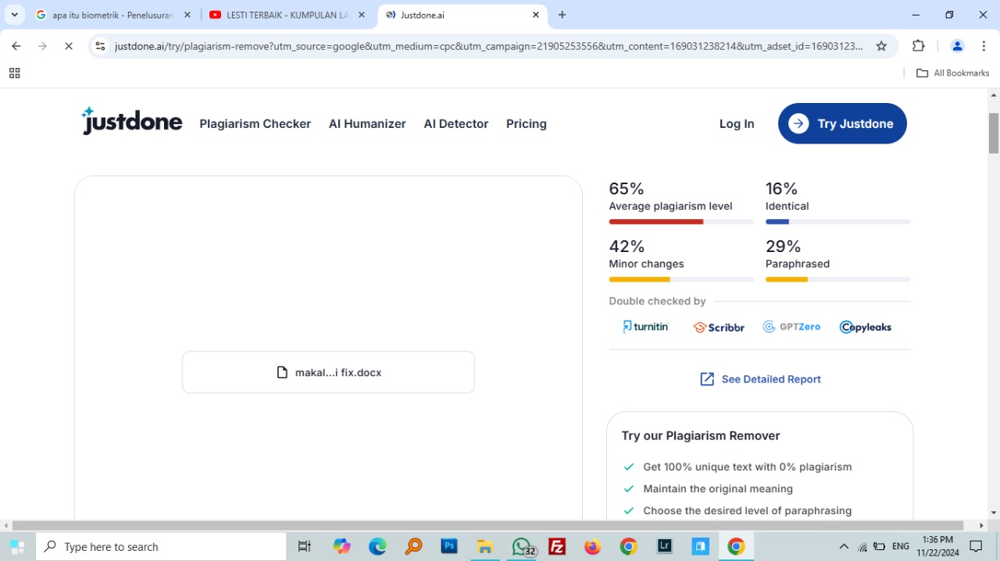 apa itu biometrik - Penelusuran
LESTI TERBAIK - KUMPULAN LA
Justdone.ai
justdone.ai/try/plagiarism-remove?utm_source=google&utm_medium=cpc&utm_campaign=21905253556&utm_content=169031238214&utm_adset_id=16903123...
All Bookmarks
justdone
Plagiarism Checker
AI Humanizer
AI Detector
Pricing
Log In
Try Justdone
65%
Average plagiarism level
16%
Identical
42%
Minor changes
29%
Paraphrased
Double checked by
turnitin
Scribbr
GPTZero
Copyleaks
makal...i fix.docx
See Detailed Report
Try our Plagiarism Remover
Get 100% unique text with 0% plagiarism
Maintain the original meaning
Choose the desired level of paraphrasing
Type here to search
Ps
32
Fz
Lr
ENG
1:36 PM
11/22/2024